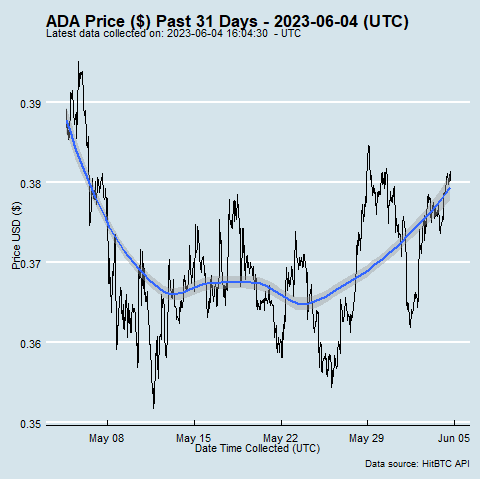 ADA Price ($) Past 31 Days - 2023-06-04 (UTC)
Latest data collected on: 2023-06-04 16:04:30 - UTC
Price USD ($)
0.39
0.38
0.37
0.36
0.35
May 08
May 15
May 22
May 29
Jun 05
Date Time Collected (UTC)
Data source: HitBTC API